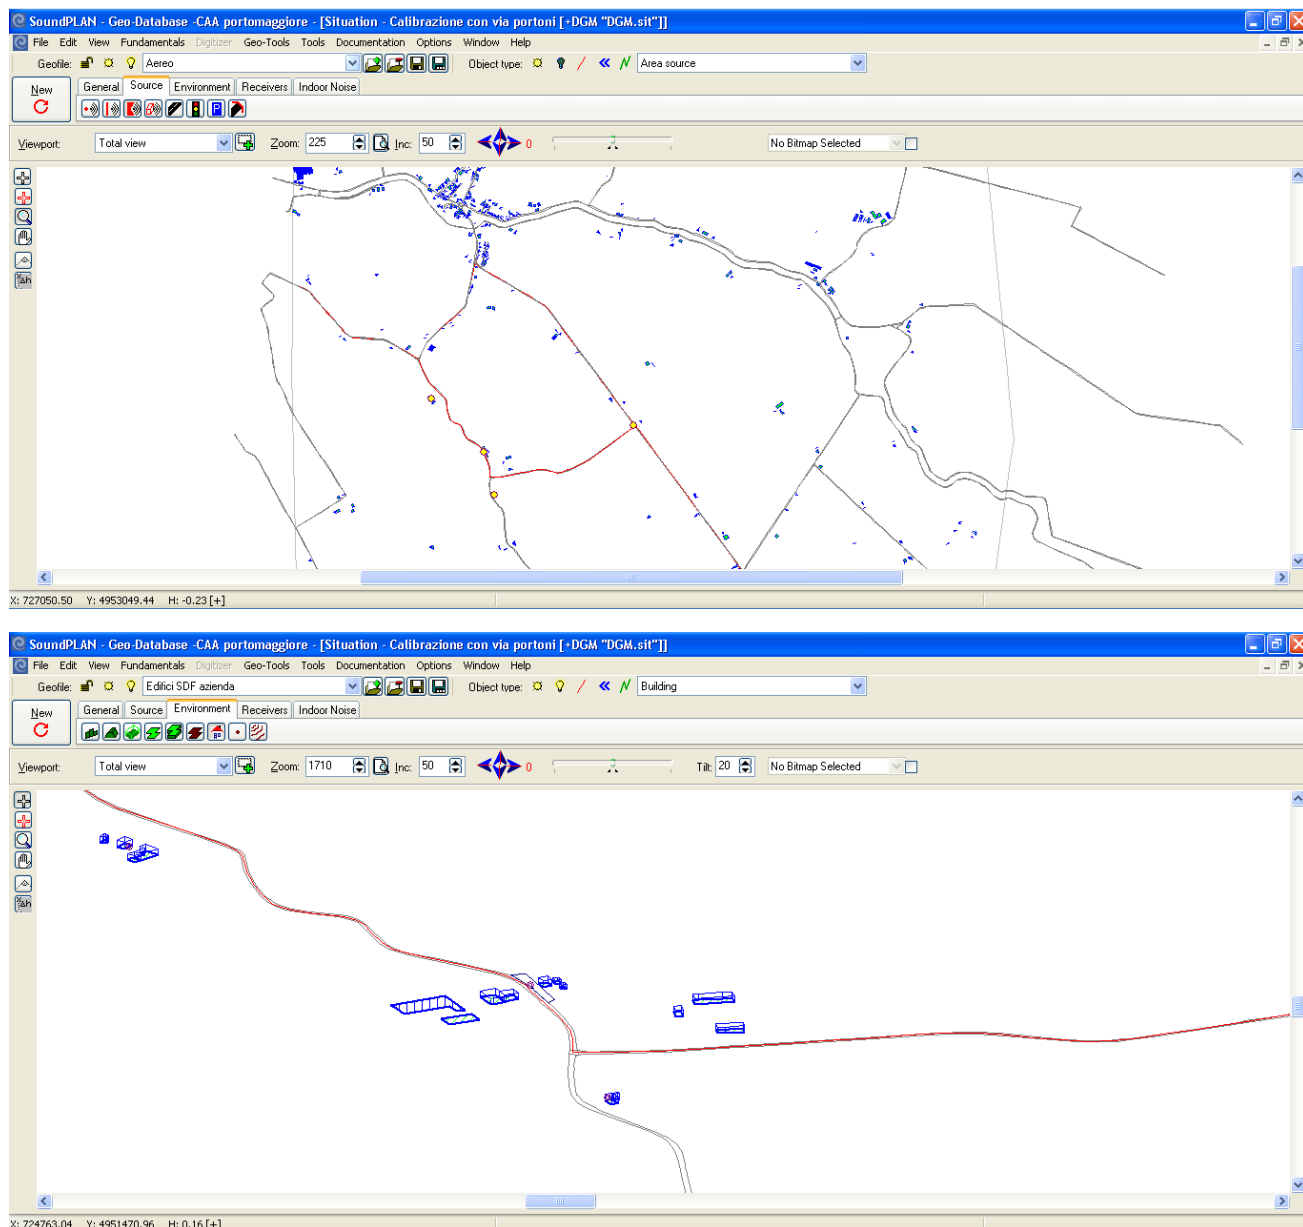 SoundPLAN - Geo-Database -CAA portomaggiore - [Situation - Calibrazione con via portoni [+DGM "DGM.sit"]]
File Edit View Fundamentals Digitizer Geo-Tools Tools Documentation Options Window Help
Geofile: Aereo Object type: Area source
New General Source Environment Receivers Indoor Noise
Viewport: Total view Zoom: 225 Inc: 50 0 No Bitmap Selected
X: 727050.50 Y: 4953049.44 H: -0.23 [+]
SoundPLAN - Geo-Database -CAA portomaggiore - [Situation - Calibrazione con via portoni [+DGM "DGM.sit"]]
File Edit View Fundamentals Digitizer Geo-Tools Tools Documentation Options Window Help
Geofile: Edifici SDF azienda Object type: Building
New General Source Environment Receivers Indoor Noise
Viewport: Total view Zoom: 1710 Inc: 50 0 Tilt: 20 No Bitmap Selected
X: 724763.04 Y: 4951470.96 H: 0.16 [+]